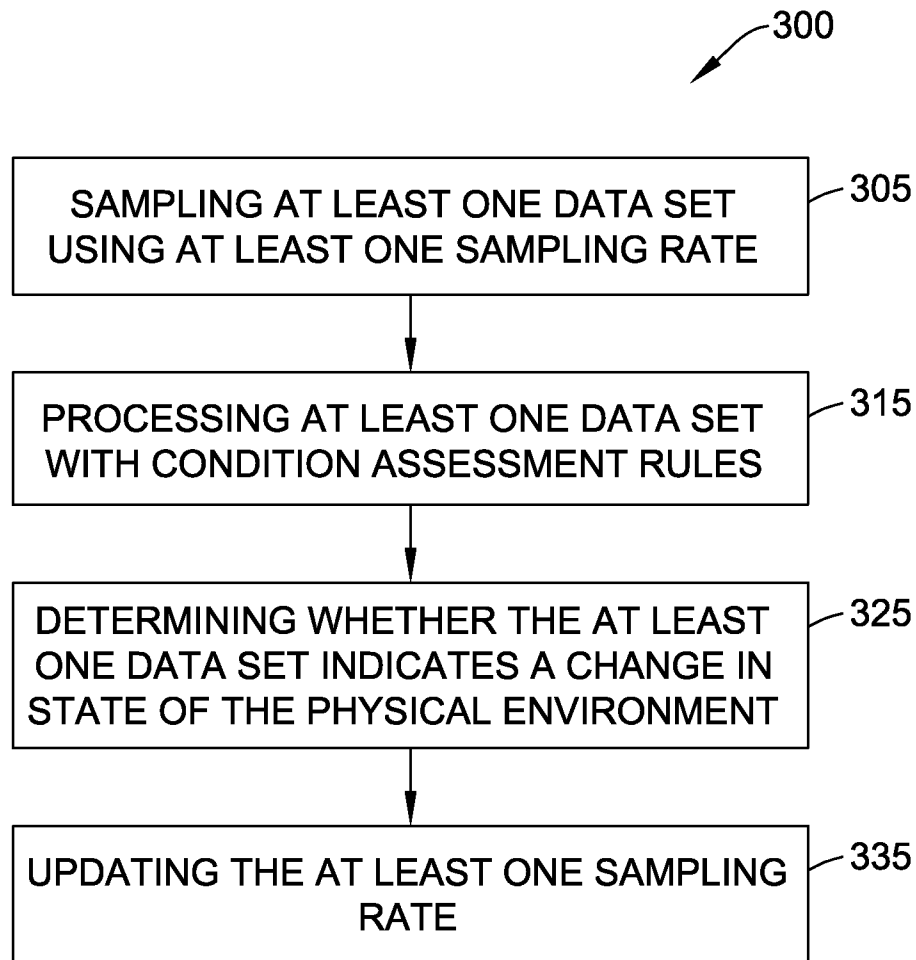 300
SAMPLING AT LEAST ONE DATA SET
USING AT LEAST ONE SAMPLING RATE
305
PROCESSING AT LEAST ONE DATA SET
WITH CONDITION ASSESSMENT RULES
315
DETERMINING WHETHER THE AT LEAST
ONE DATA SET INDICATES A CHANGE IN
STATE OF THE PHYSICAL ENVIRONMENT
325
UPDATING THE AT LEAST ONE SAMPLING
RATE
335